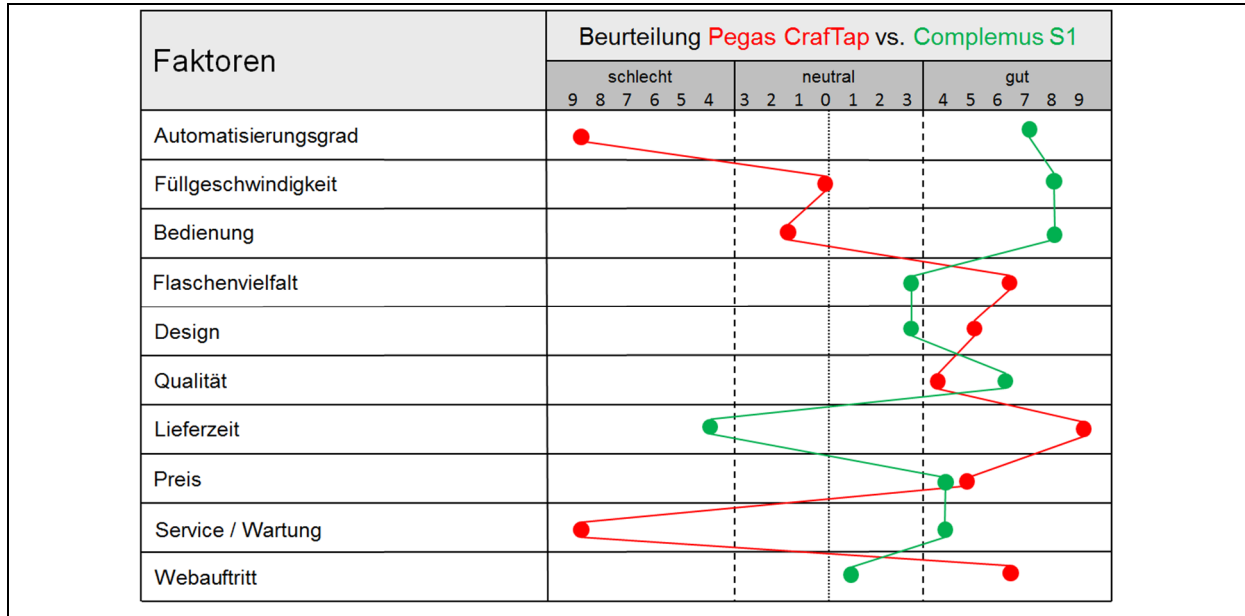 Faktoren
Beurteilung Pegas CrafTap vs. Complemus S1
schlecht neutral gut
9 8 7 6 5 4 3 2 1 0 1 2 3 4 5 6 7 8 9
Automatisierungsgrad
Füllgeschwindigkeit
Bedienung
Flaschenvielfalt
Design
Qualität
Lieferzeit
Preis
Service / Wartung
Webauftritt